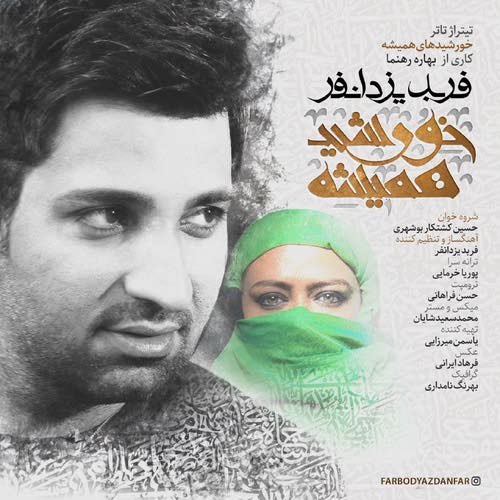 تیتراژ تاتر
خورشیدهای همیشه
کاری از بهاره رهنما
فربد یزدانفر
خورشید
همیشه
شروه خوان
حسین کشتکار بوشهری
آهنگساز و تنظیم کننده
فربد یزدانفر
ترانه سرا
پوریا خرمایی
ترومپت
حسن فراهانی
میکس و مستر
محمدسعید شایان
تهیه کننده
یاسمن میرزایی
عکس
فرهاد ایرانی
گرافیک
بهرنگ نامداری
FARBODYAZDANFAR